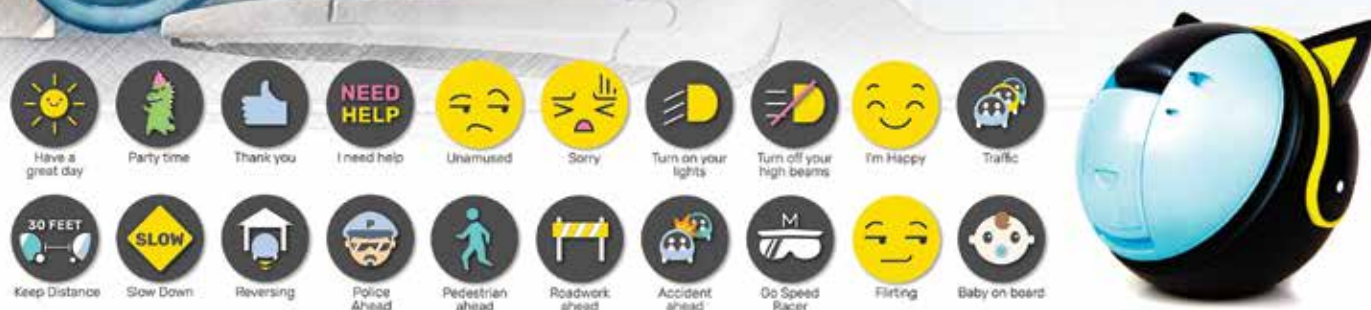 NEED
HELP
Have a
great day
Party time
Thank you
I need help
Unamused
Sorry
Turn on your
lights
Turn off your
high beams
I'm Happy
Traffic
30 FEET
SLOW
P
M
Keep Distance
Slow Down
Reversing
Police
Ahead
Pedestrian
ahead
Roadwork
ahead
Accident
ahead
Go Speed
Racer
Flirting
Baby on board